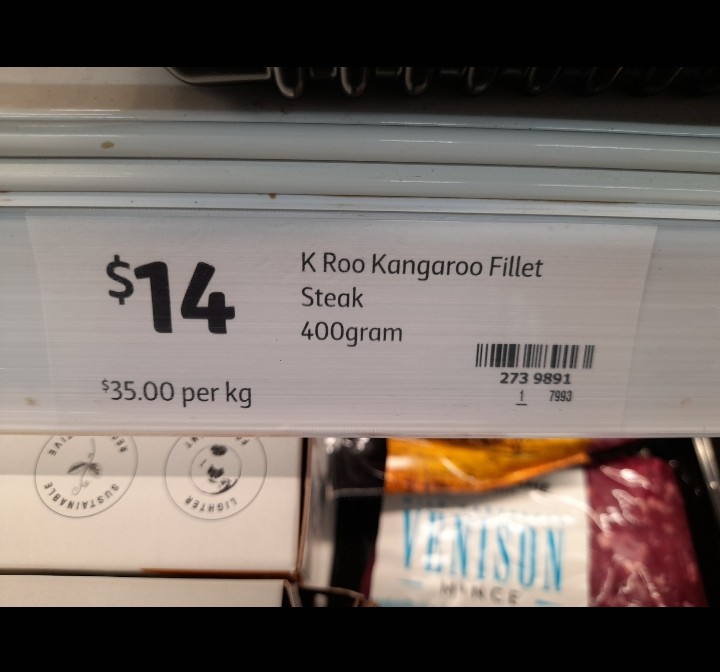 $14
K Roo Kangaroo Fillet
Steak
400gram
$35.00 per kg
273 9891
1 7993
SUSTAINABLE
LIGHTER
VENISON
MINCE